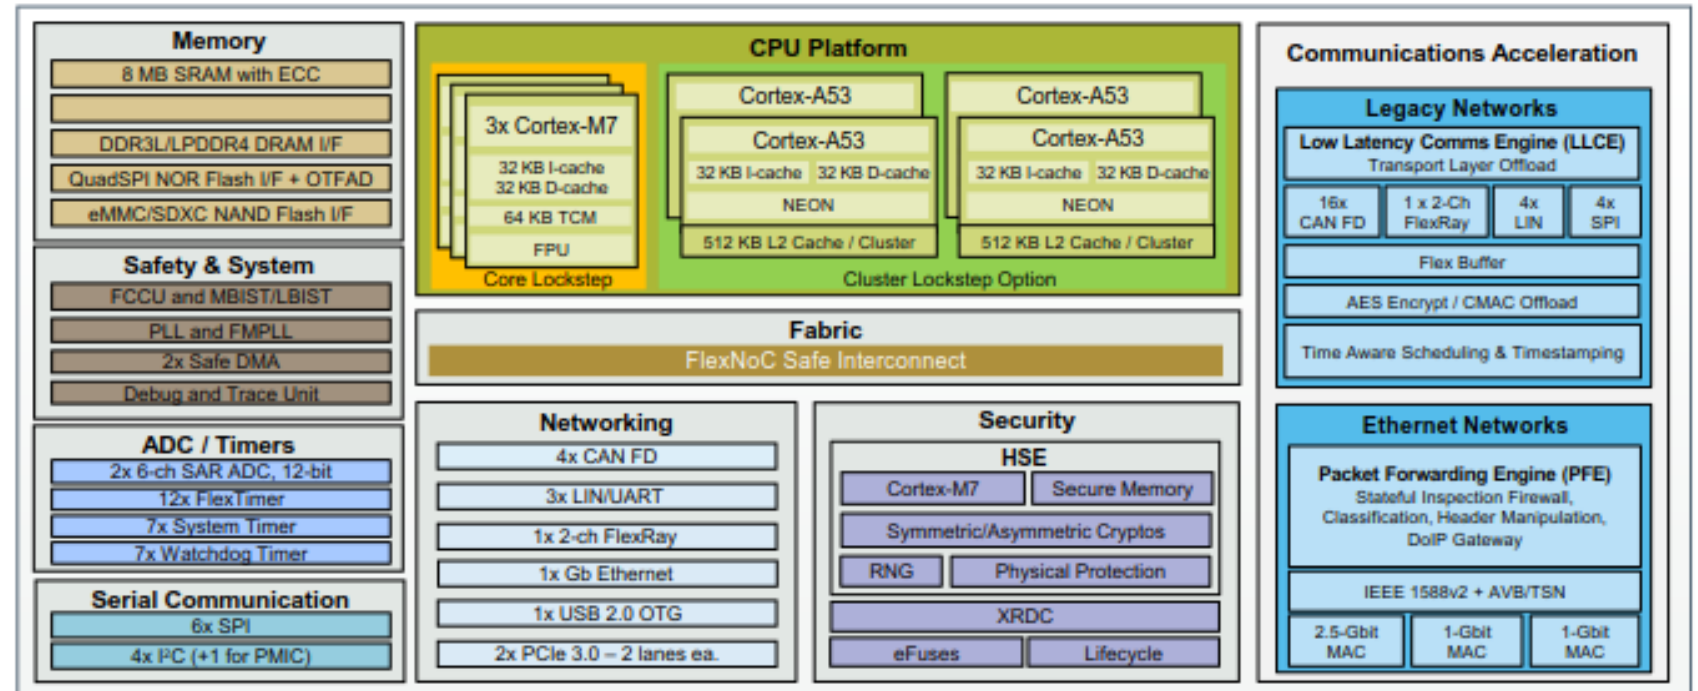 Memory
8 MB SRAM with ECC
DDR3L/LPDDR4 DRAM I/F
QuadSPI NOR Flash I/F + OTFAD
eMMC/SDXC NAND Flash I/F
Safety & System
FCCU and MBIST/LBIST
PLL and FMPLL
2x Safe DMA
Debug and Trace Unit
ADC / Timers
2x 6-ch SAR ADC, 12-bit
12x FlexTimer
7x System Timer
7x Watchdog Timer
Serial Communication
6x SPI
4x I²C (+1 for PMIC)
CPU Platform
3x Cortex-M7
32 KB I-cache
32 KB D-cache
64 KB TCM
FPU
Core Lockstep
Cortex-A53
Cortex-A53
32 KB I-cache 32 KB D-cache
NEON
512 KB L2 Cache / Cluster
Cortex-A53
Cortex-A53
32 KB I-cache 32 KB D-cache
NEON
512 KB L2 Cache / Cluster
Cluster Lockstep Option
Fabric
FlexNoC Safe Interconnect
Networking
4x CAN FD
3x LIN/UART
1x 2-ch FlexRay
1x Gb Ethernet
1x USB 2.0 OTG
2x PCIe 3.0 – 2 lanes ea.
Security
HSE
Cortex-M7
Secure Memory
Symmetric/Asymmetric Cryptos
RNG
Physical Protection
XRDC
eFuses
Lifecycle
Communications Acceleration
Legacy Networks
Low Latency Comms Engine (LLCE)
Transport Layer Offload
16x
CAN FD
1 x 2-Ch
FlexRay
4x
LIN
4x
SPI
Flex Buffer
AES Encrypt / CMAC Offload
Time Aware Scheduling & Timestamping
Ethernet Networks
Packet Forwarding Engine (PFE)
Stateful Inspection Firewall,
Classification, Header Manipulation,
DoIP Gateway
IEEE 1588v2 + AVB/TSN
2.5-Gbit
MAC
1-Gbit
MAC
1-Gbit
MAC